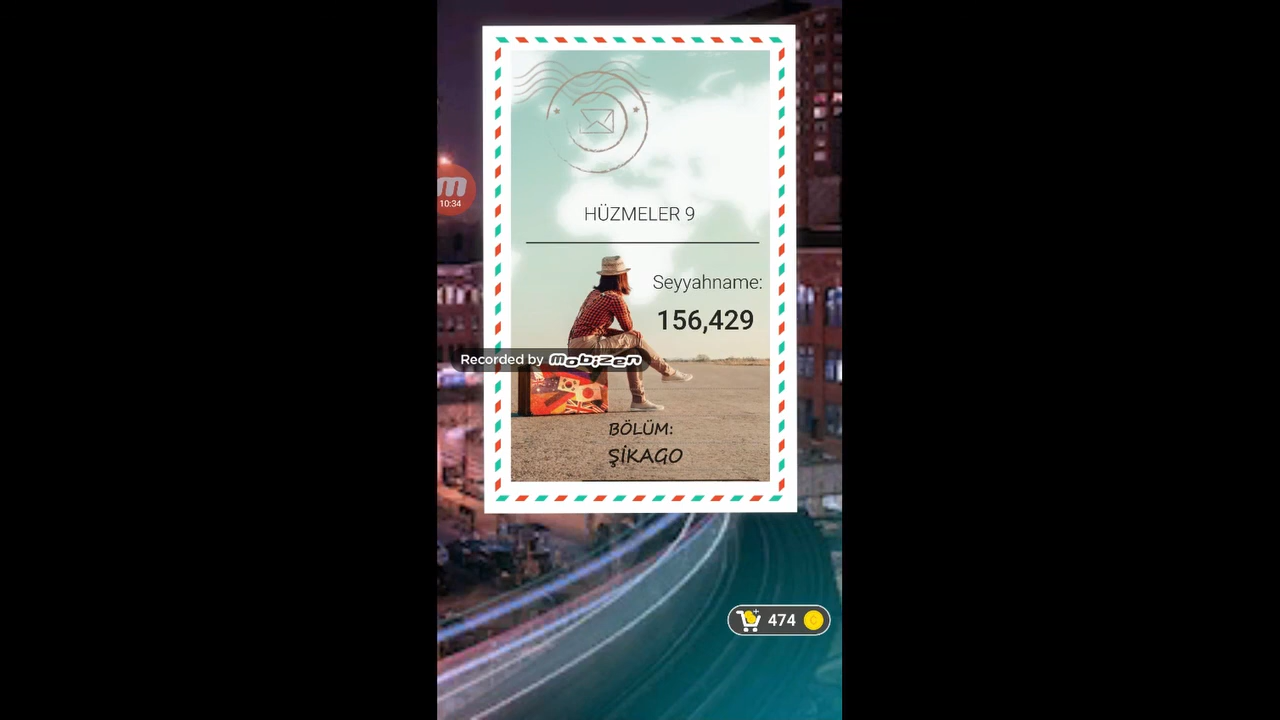 m
10:34
HÜZMELER 9
Seyyahname:
156,429
Recorded by mobizen
BÖLÜM:
ŞİKAGO
474